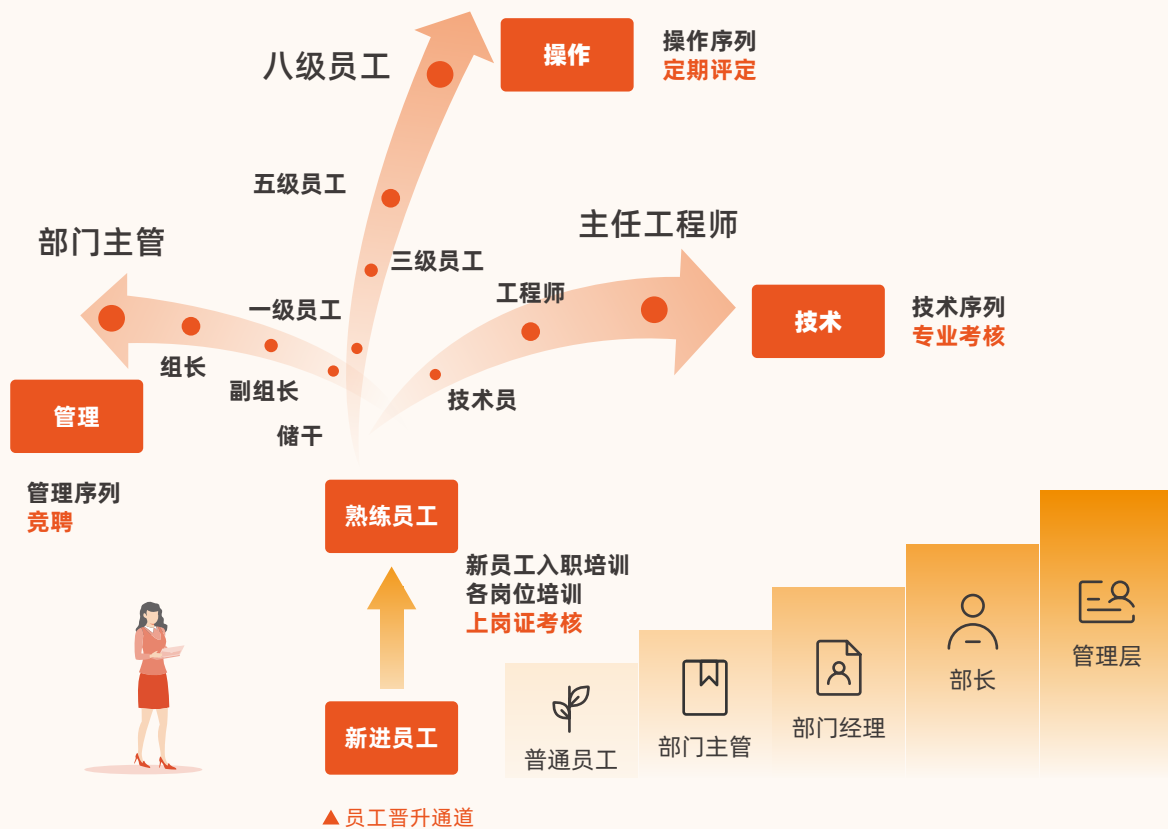 八级员工
操作
操作序列
定期评定
五级员工
三级员工
一级员工
部门主管
组长
副组长
储干
管理
管理序列
竞聘
主任工程师
工程师
技术员
技术
技术序列
专业考核
熟练员工
新员工入职培训
各岗位培训
上岗证考核
新进员工
普通员工
部门主管
部门经理
部长
管理层
▲ 员工晋升通道